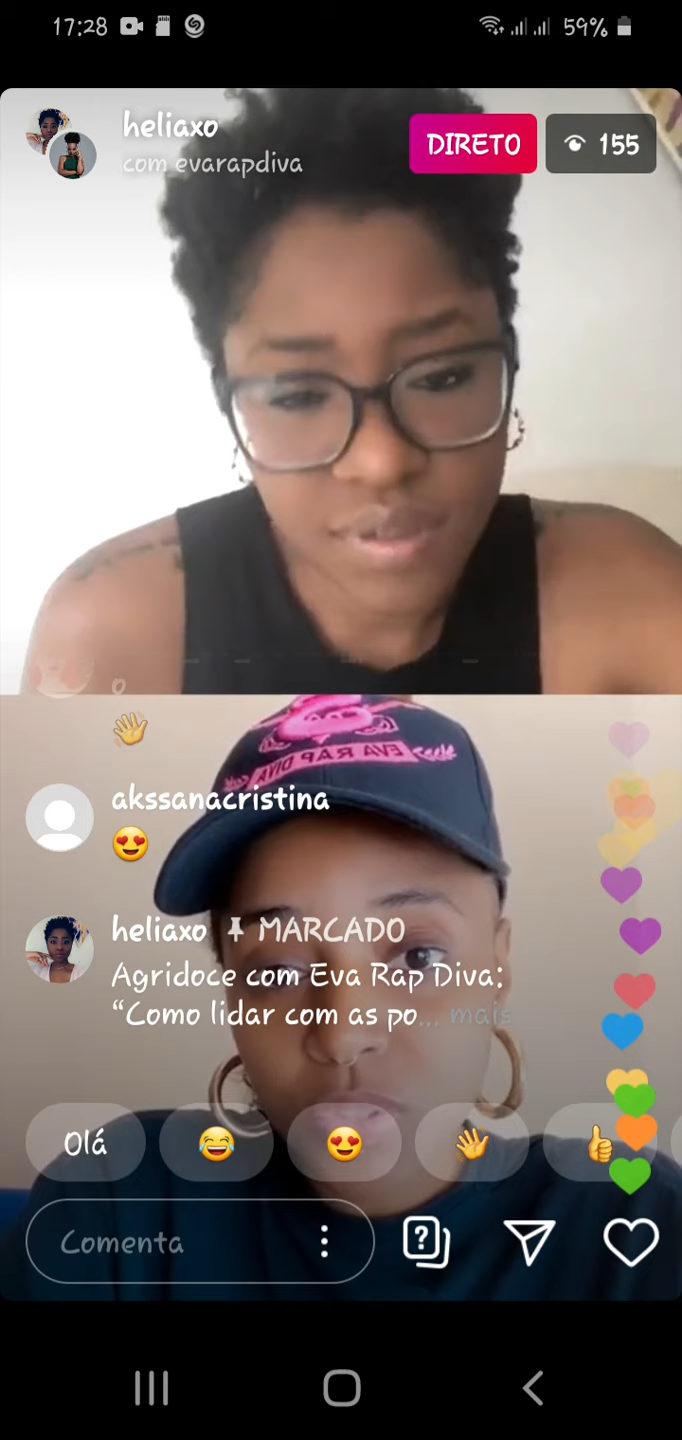 17:28
59%
heliaxo
com evarapdiva
DIRETO
155
EVA RAP DIVA
akssanacristina
heliaxo MARCADO
Agridoce com Eva Rap Diva:
“Como lidar com as po... mais
Olá
Comenta